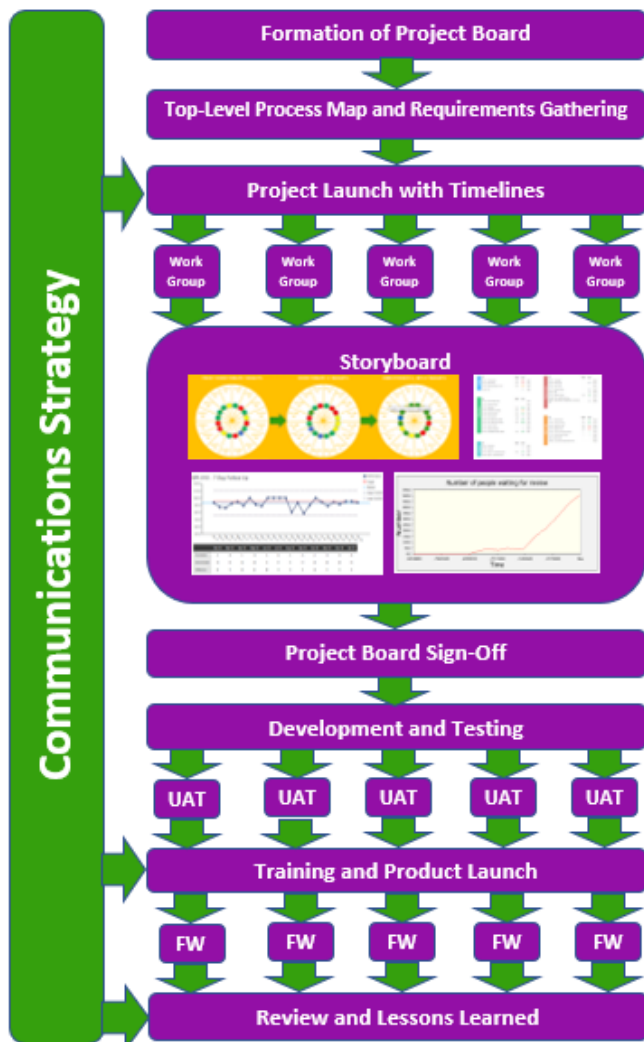 Communications Strategy
Formation of Project Board
Top-Level Process Map and Requirements Gathering
Project Launch with Timelines
Work
Group
Work
Group
Work
Group
Work
Group
Work
Group
Storyboard
Number of people waiting for review
Number
Time
Project Board Sign-Off
Development and Testing
UAT
UAT
UAT
UAT
UAT
Training and Product Launch
FW
FW
FW
FW
FW
Review and Lessons Learned